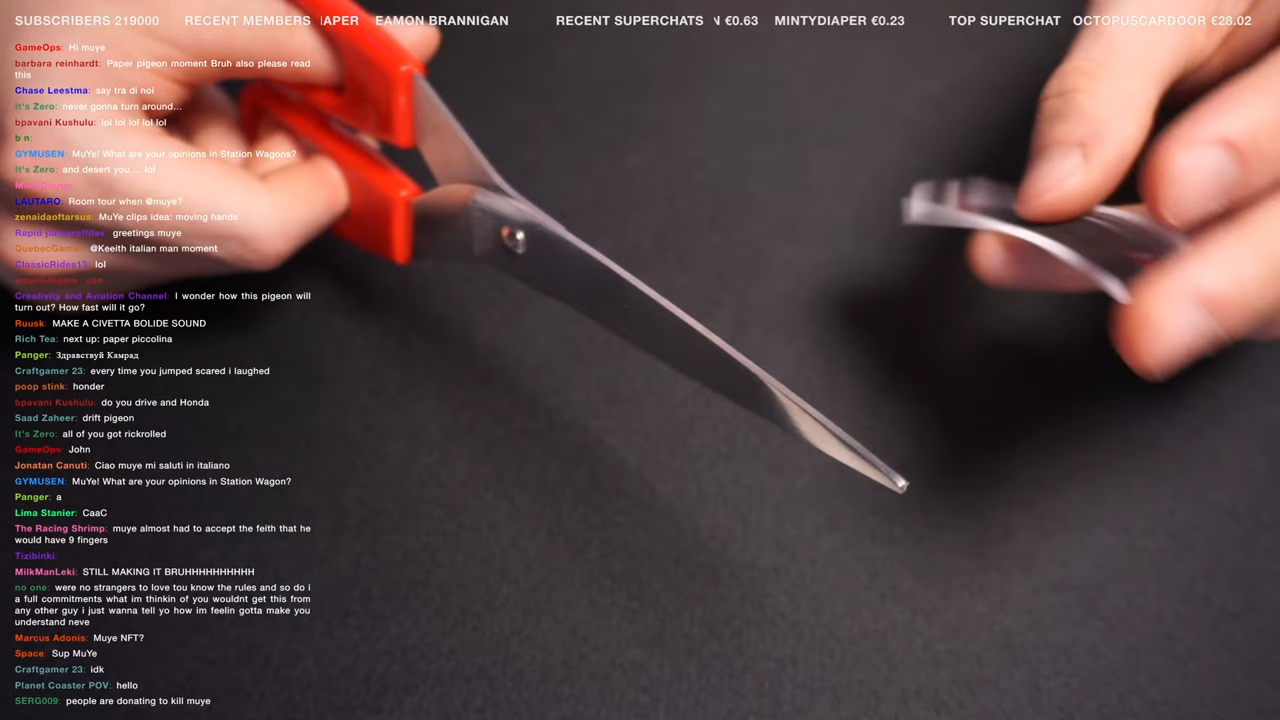 SUBSCRIBERS 219000 RECENT MEMBERS IAPER EAMON BRANNIGAN RECENT SUPERCHATS N €0.63 MINTYDIAPER €0.23 TOP SUPERCHAT OCTOPUSCARDOOR €28.02
GameOps: Hi muye
barbara reinhardt: Paper pigeon moment Bruh also please read
this
Chase Leestma: say tra di noi
It's Zero: never gonna turn around...
bpavani Kushulu: lol lol lol lol lol
b n:
GYMUSEN: MuYe! What are your opinions in Station Wagons?
It's Zero: and desert you.... lol
LAUTARO: Room tour when @muye?
zenaidaoftarsus: MuYe clips idea: moving hands
greetings muye
@Keeith italian man moment
ClassicRides13: lol
Creativity and Aviation Channel: I wonder how this pigeon will
turn out? How fast will it go?
Ruusk: MAKE A CIVETTA BOLIDE SOUND
Rich Tea: next up: paper piccolina
Panger: Здравствуй Камрад
Craftgamer 23: every time you jumped scared i laughed
poop stink: honder
bpavani Kushulu: do you drive and Honda
Saad Zaheer: drift pigeon
It's Zero: all of you got rickrolled
GameOps: John
Jonatan Canuti: Ciao muye mi saluti in italiano
GYMUSEN: MuYe! What are your opinions in Station Wagon?
Panger: a
Lima Stanier: CaaC
The Racing Shrimp: muye almost had to accept the feith that he
would have 9 fingers
Tizibinki:
MilkManLeki: STILL MAKING IT BRUHHHHHHHHHH
no one: were no strangers to love tou know the rules and so do i
a full commitments what im thinkin of you wouldnt get this from
any other guy i just wanna tell yo how im feelin gotta make you
understand neve
Marcus Adonis: Muye NFT?
Space: Sup MuYe
Craftgamer 23: idk
Planet Coaster POV: hello
SERG009: people are donating to kill muye